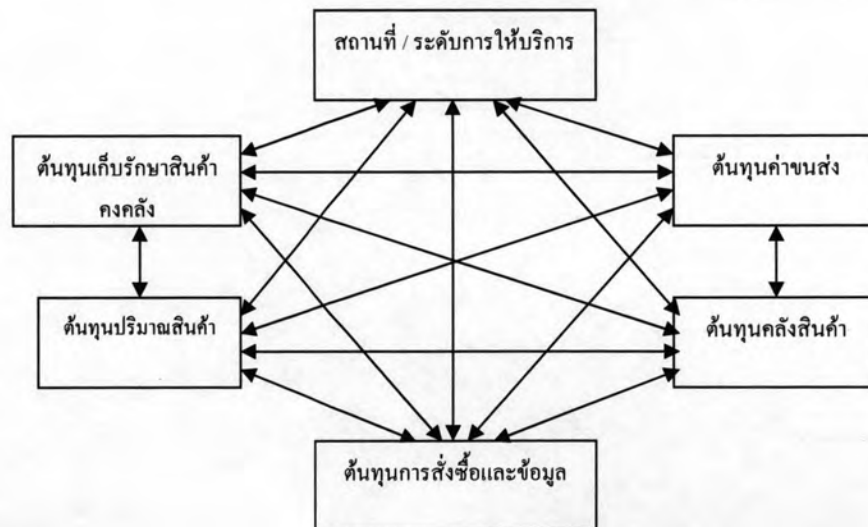 สถานที่ / ระดับการให้บริการ
ต้นทุนเก็บรักษาสินค้า
คงคลัง
ต้นทุนค่าขนส่ง
ต้นทุนปริมาณสินค้า
ต้นทุนคลังสินค้า
ต้นทุนการสั่งซื้อและข้อมูล